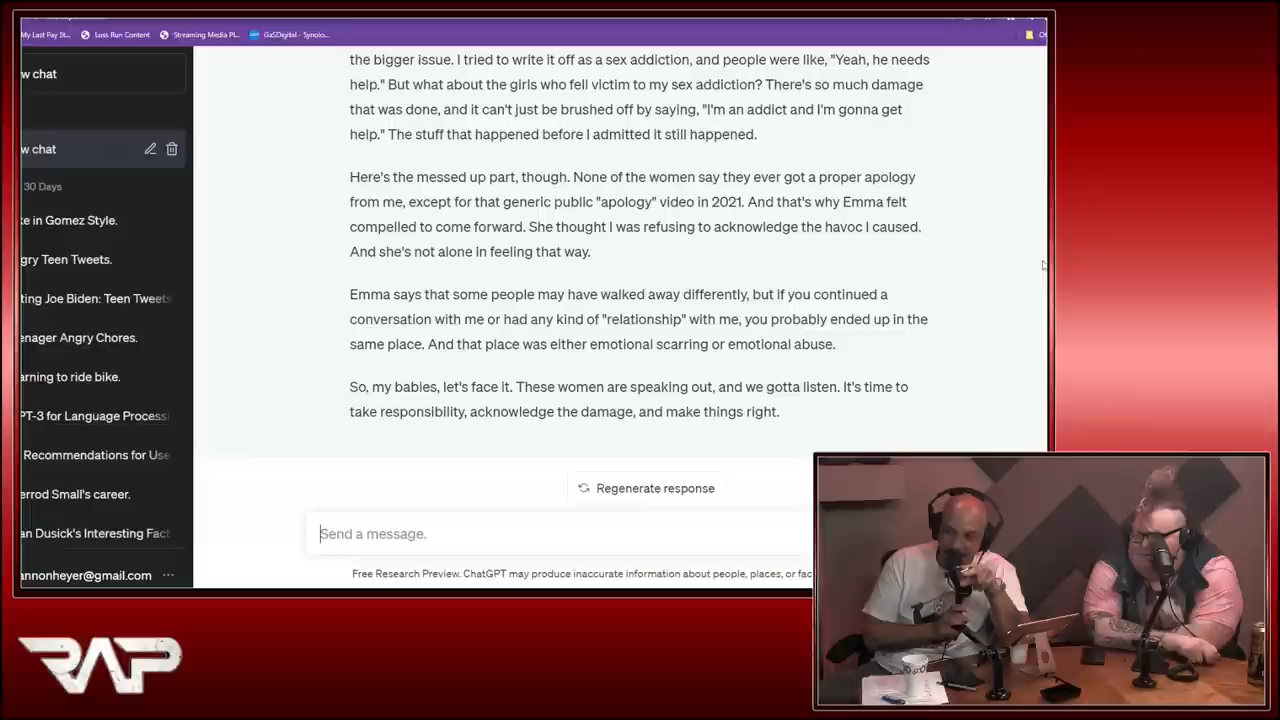 My Last Pay St...
Loss Run Content
Streaming Media Pl...
GaSDigital - Synolo...
w chat
w chat
30 Days
ke in Gomez Style.
gry Teen Tweets.
ting Joe Biden: Teen Tweets
enager Angry Chores.
arning to ride bike.
PT-3 for Language Processi
Recommendations for Use
errod Small's career.
an Dusick's Interesting Fact
annonheyer@gmail.com
the bigger issue. I tried to write it off as a sex addiction, and people were like, "Yeah, he needs
help." But what about the girls who fell victim to my sex addiction? There's so much damage
that was done, and it can't just be brushed off by saying, "I'm an addict and I'm gonna get
help." The stuff that happened before I admitted it still happened.
Here's the messed up part, though. None of the women say they ever got a proper apology
from me, except for that generic public "apology" video in 2021. And that's why Emma felt
compelled to come forward. She thought I was refusing to acknowledge the havoc I caused.
And she's not alone in feeling that way.
Emma says that some people may have walked away differently, but if you continued a
conversation with me or had any kind of "relationship" with me, you probably ended up in the
same place. And that place was either emotional scarring or emotional abuse.
So, my babies, let's face it. These women are speaking out, and we gotta listen. It's time to
take responsibility, acknowledge the damage, and make things right.
Regenerate response
Send a message.
Free Research Preview. ChatGPT may produce inaccurate information about people, places, or fac
RAP